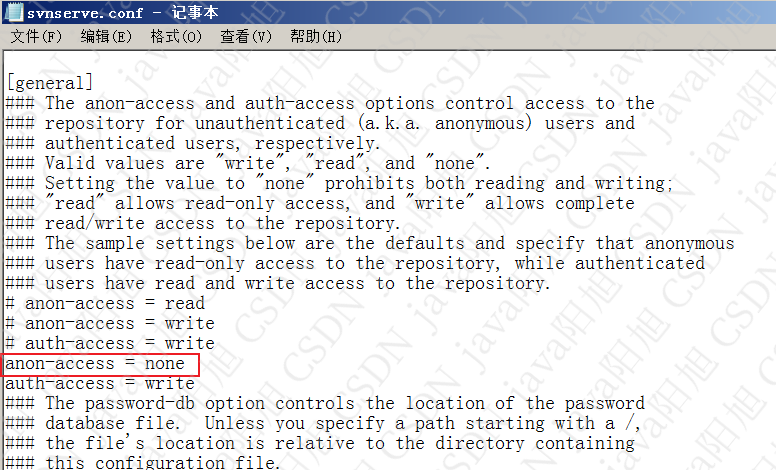 svnserve.conf - 记事本
文件(F) 编辑(E) 格式(O) 查看(V) 帮助(H)
[general]
### The anon-access and auth-access options control access to the
### repository for unauthenticated (a.k.a. anonymous) users and
### authenticated users, respectively.
### Valid values are "write", "read", and "none".
### Setting the value to "none" prohibits both reading and writing;
### "read" allows read-only access, and "write" allows complete
### read/write access to the repository.
### The sample settings below are the defaults and specify that anonymous
### users have read-only access to the repository, while authenticated
### users have read and write access to the repository.
# anon-access = read
# anon-access = write
# auth-access = write
anon-access = none
auth-access = write
### The password-db option controls the location of the password
### database file.  Unless you specify a path starting with a /,
### the file's location is relative to the directory containing
### this configuration file.
CSDN java阳旭